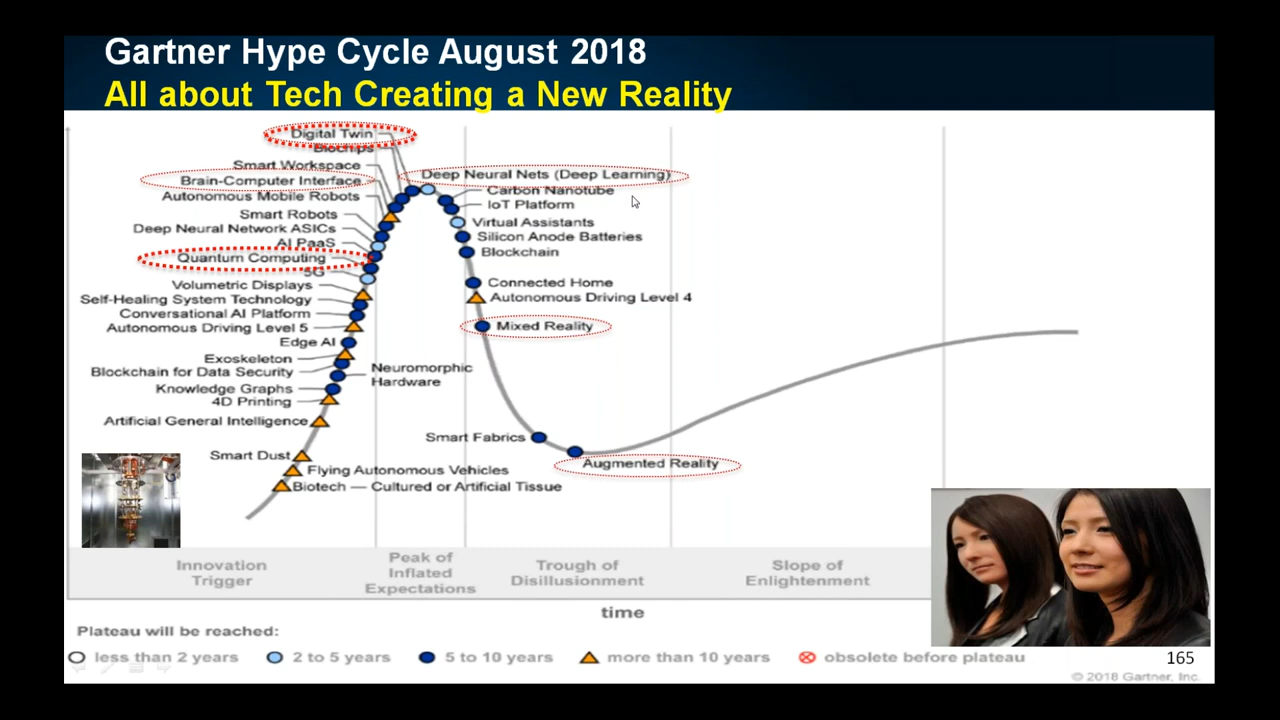 Gartner Hype Cycle August 2018
All about Tech Creating a New Reality
Digital Twin
Biochips
Smart Workspace
Brain-Computer Interface
Autonomous Mobile Robots
Smart Robots
Deep Neural Network ASICs
AI PaaS
Quantum Computing
5G
Volumetric Displays
Self-Healing System Technology
Conversational AI Platform
Autonomous Driving Level 5
Edge AI
Exoskeleton
Blockchain for Data Security
Neuromorphic
Hardware
Knowledge Graphs
4D Printing
Artificial General Intelligence
Smart Dust
Flying Autonomous Vehicles
Biotech — Cultured or Artificial Tissue
Deep Neural Nets (Deep Learning)
Carbon Nanotube
IoT Platform
Virtual Assistants
Silicon Anode Batteries
Blockchain
Connected Home
Autonomous Driving Level 4
Mixed Reality
Smart Fabrics
Augmented Reality
Innovation
Trigger
Peak of
Inflated
Expectations
Trough of
Disillusionment
Slope of
Enlightenment
time
Plateau will be reached:
less than 2 years
2 to 5 years
5 to 10 years
more than 10 years
obsolete before plateau
165
© 2018 Gartner, Inc.